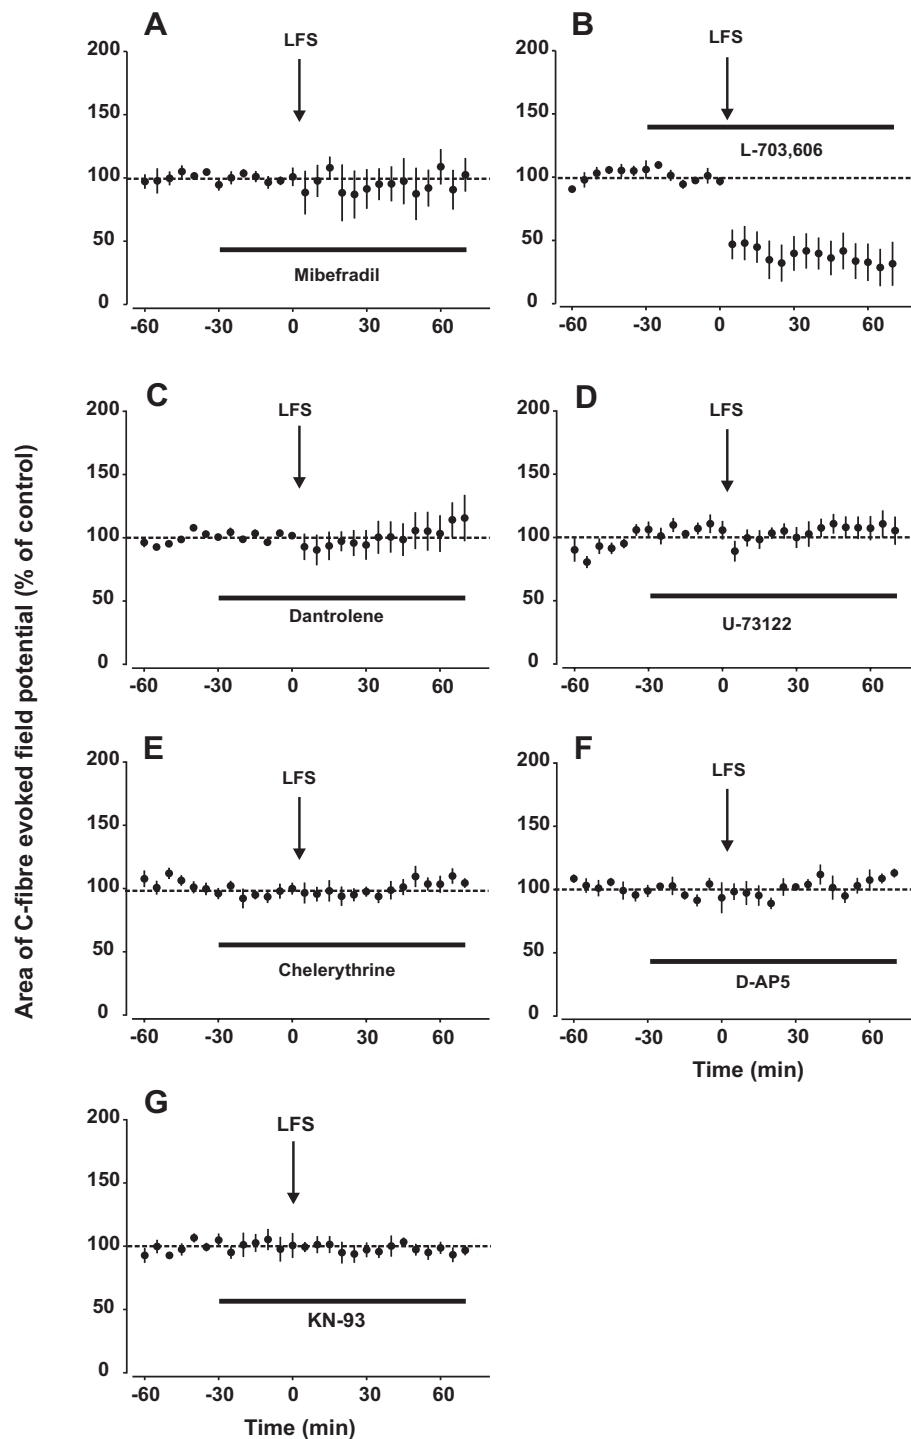 A
LFS
200
150
100
50
0
Mibefradil
-60 -30 0 30 60
B
LFS
200
150
100
50
0
L-703,606
-60 -30 0 30 60
C
LFS
200
150
100
50
0
Dantrolene
-60 -30 0 30 60
D
LFS
200
150
100
50
0
U-73122
-60 -30 0 30 60
E
LFS
200
150
100
50
0
Chelerythrine
-60 -30 0 30 60
F
LFS
200
150
100
50
0
D-AP5
-60 -30 0 30 60
Time (min)
G
LFS
200
150
100
50
0
KN-93
-60 -30 0 30 60
Time (min)
Area of C-fibre evoked field potential (% of control)